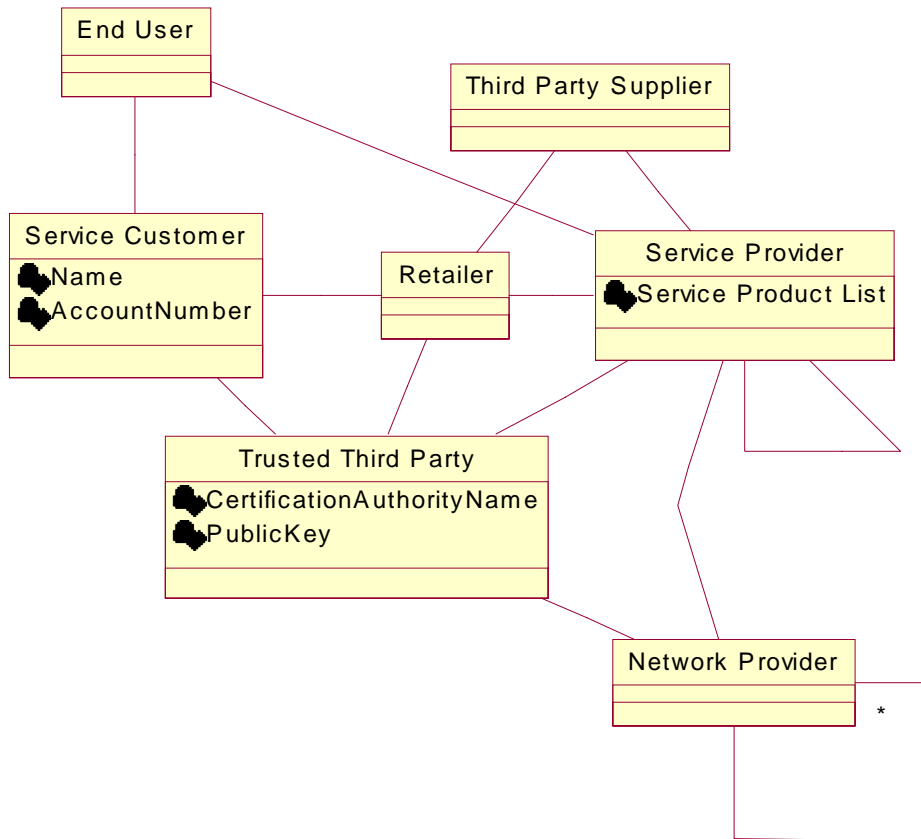 End User
Third Party Supplier
Service Customer
Name
AccountNumber
Retailer
Service Provider
Service Product List
Trusted Third Party
CertificationAuthorityName
PublicKey
Network Provider
*